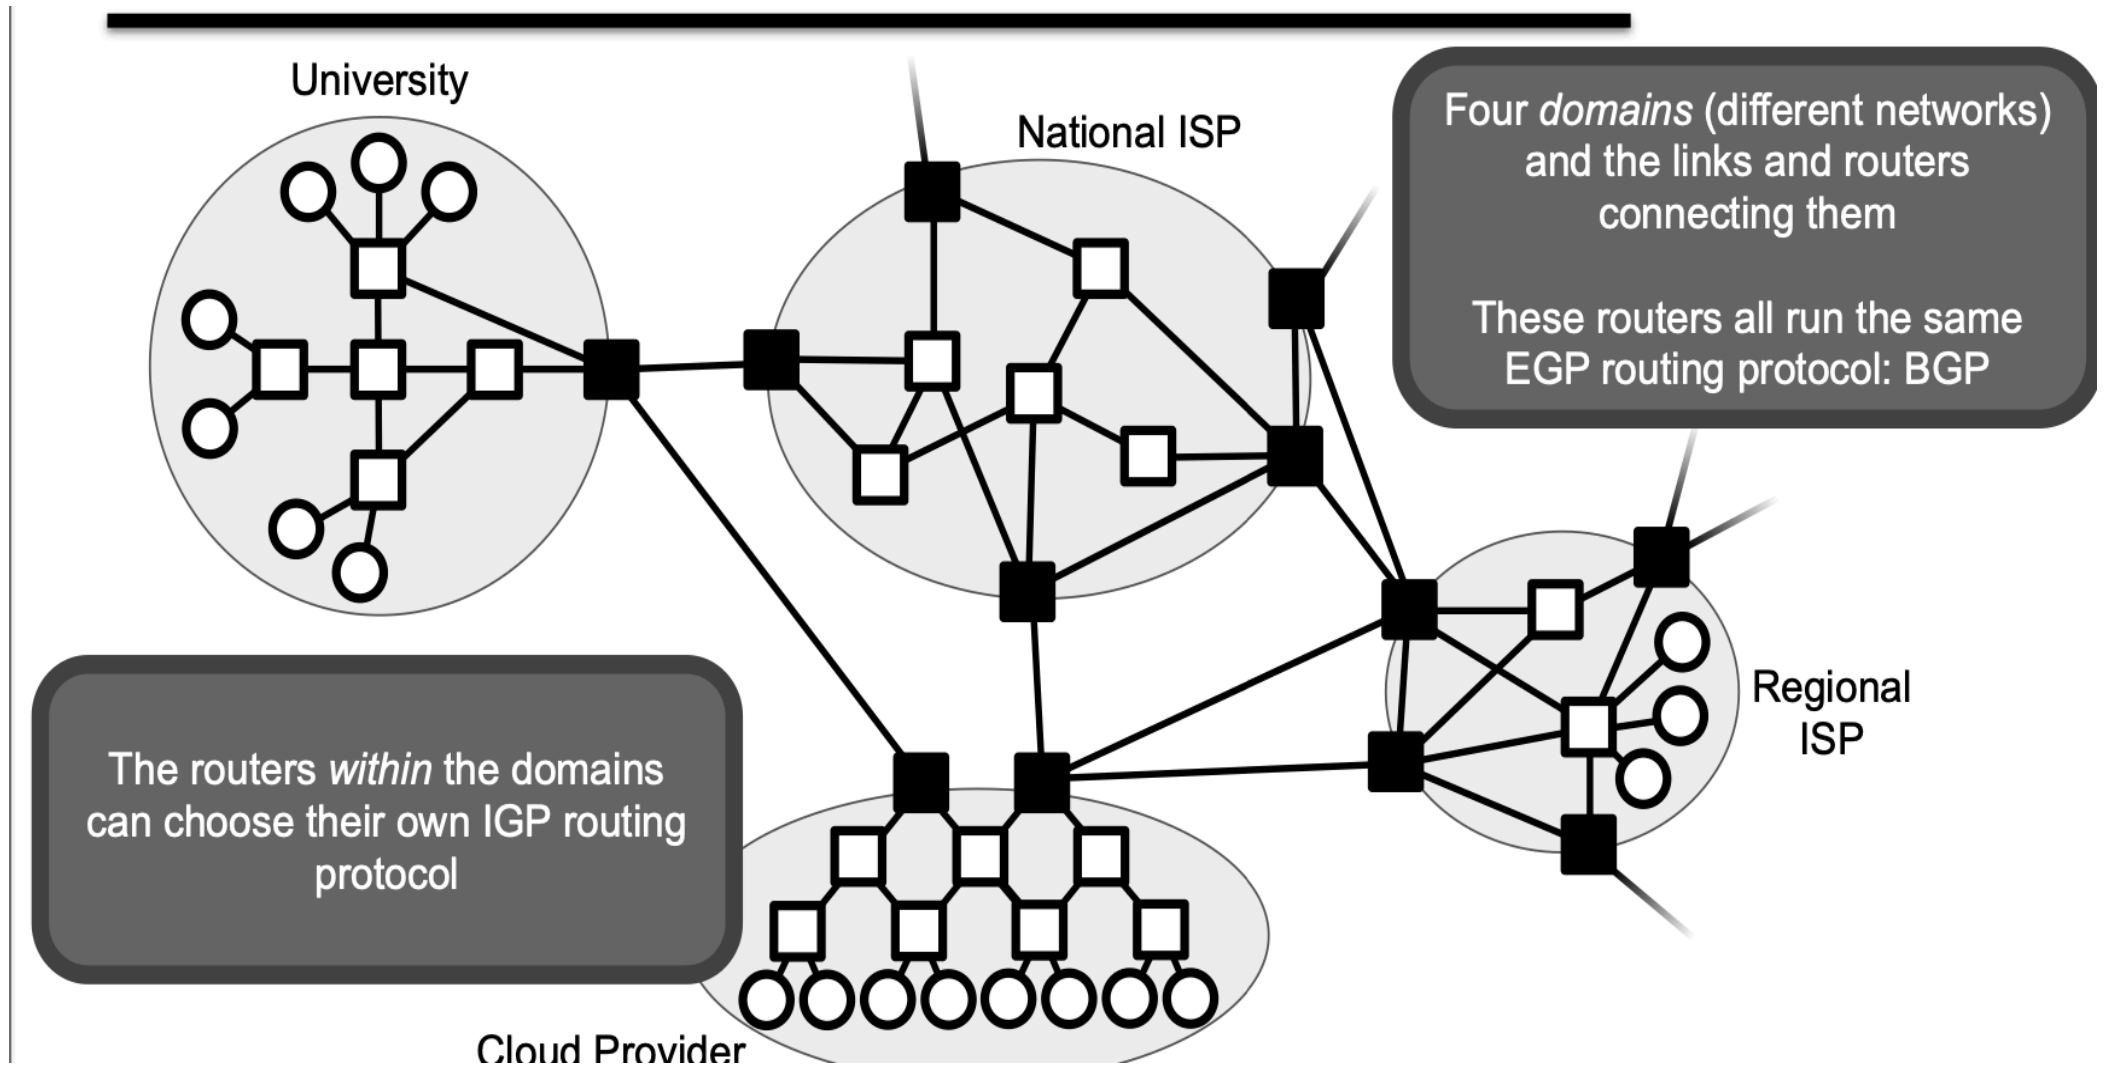 University
National ISP
Four domains (different networks)
and the links and routers
connecting them
These routers all run the same
EGP routing protocol: BGP
Regional
ISP
The routers within the domains
can choose their own IGP routing
protocol
Cloud Provider